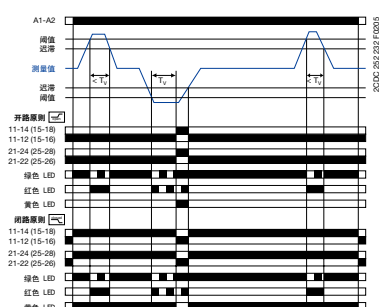 A1-A2
阈值
迟滞
测量值
迟滞
阈值
< Tv
Tv
< Tv
2CDC 252 232 F0205
开路原则
11-14 (15-18)
11-12 (15-16)
21-24 (25-28)
21-22 (25-26)
绿色 LED
红色 LED
黄色 LED
闭路原则
11-14 (15-18)
11-12 (15-16)
21-24 (25-28)
21-22 (25-26)
绿色 LED
红色 LED
黄色 LED